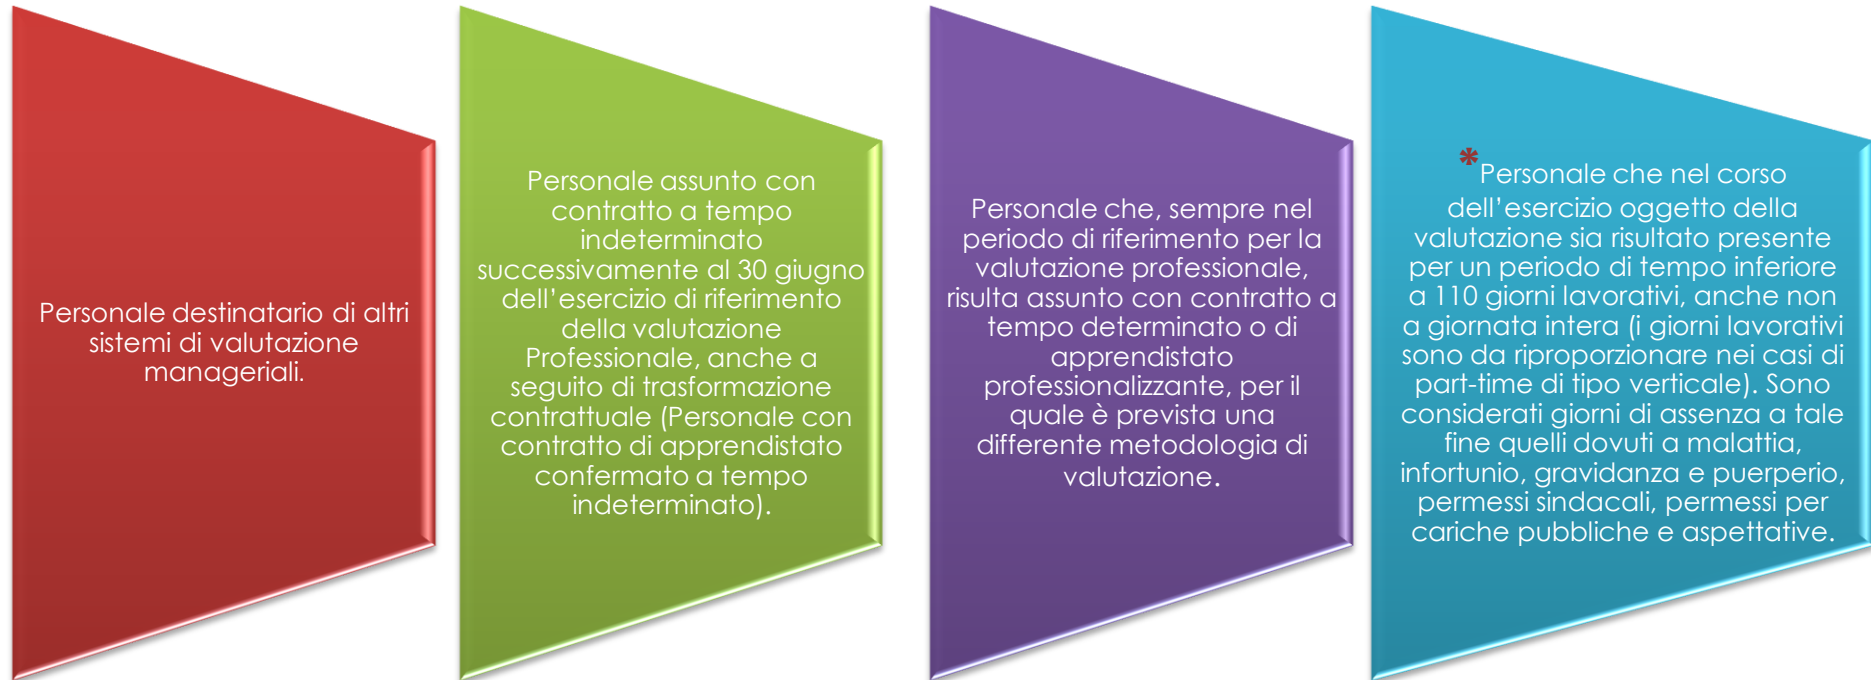 Personale destinatario di altri
sistemi di valutazione
manageriali.
Personale assunto con
contratto a tempo
indeterminato
successivamente al 30 giugno
dell’esercizio di riferimento
della valutazione
Professionale, anche a
seguito di trasformazione
contrattuale (Personale con
contratto di apprendistato
confermato a tempo
indeterminato).
Personale che, sempre nel
periodo di riferimento per la
valutazione professionale,
risulta assunto con contratto a
tempo determinato o di
apprendistato
professionalizzante, per il
quale è prevista una
differente metodologia di
valutazione.
*Personale che nel corso
dell’esercizio oggetto della
valutazione sia risultato presente
per un periodo di tempo inferiore
a 110 giorni lavorativi, anche non
a giornata intera (i giorni lavorativi
sono da riproporzionare nei casi di
part-time di tipo verticale). Sono
considerati giorni di assenza a tale
fine quelli dovuti a malattia,
infortunio, gravidanza e puerperio,
permessi sindacali, permessi per
cariche pubbliche e aspettative.